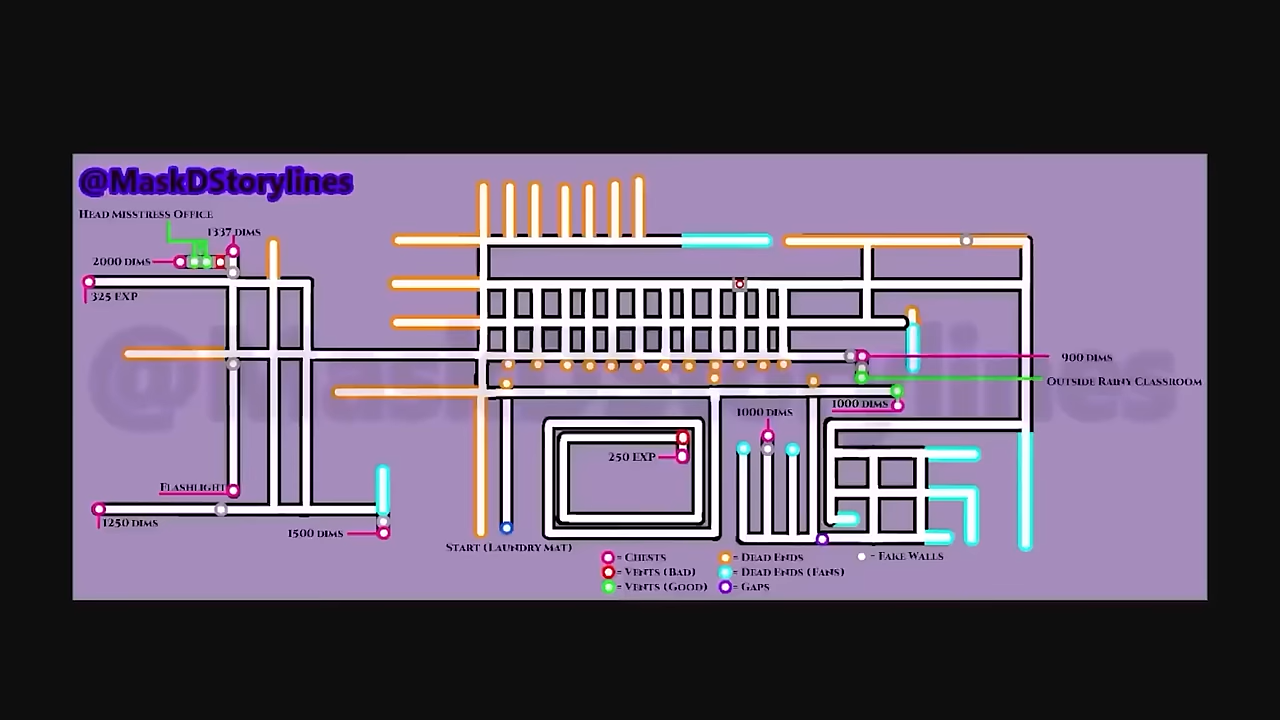 @MaskDStorylines
Head Misstress Office
1337 dims
2000 dims
325 EXP
900 dims
Outside Rainy Classroom
1000 dims
1000 dims
250 EXP
Flashlight
1250 dims
1500 dims
Start (Laundry Mat)
= Chests
= Dead Ends
= Fake Walls
= Vents (Bad)
= Dead Ends (Fans)
= Vents (Good)
= Gaps
@MaskDStorylines